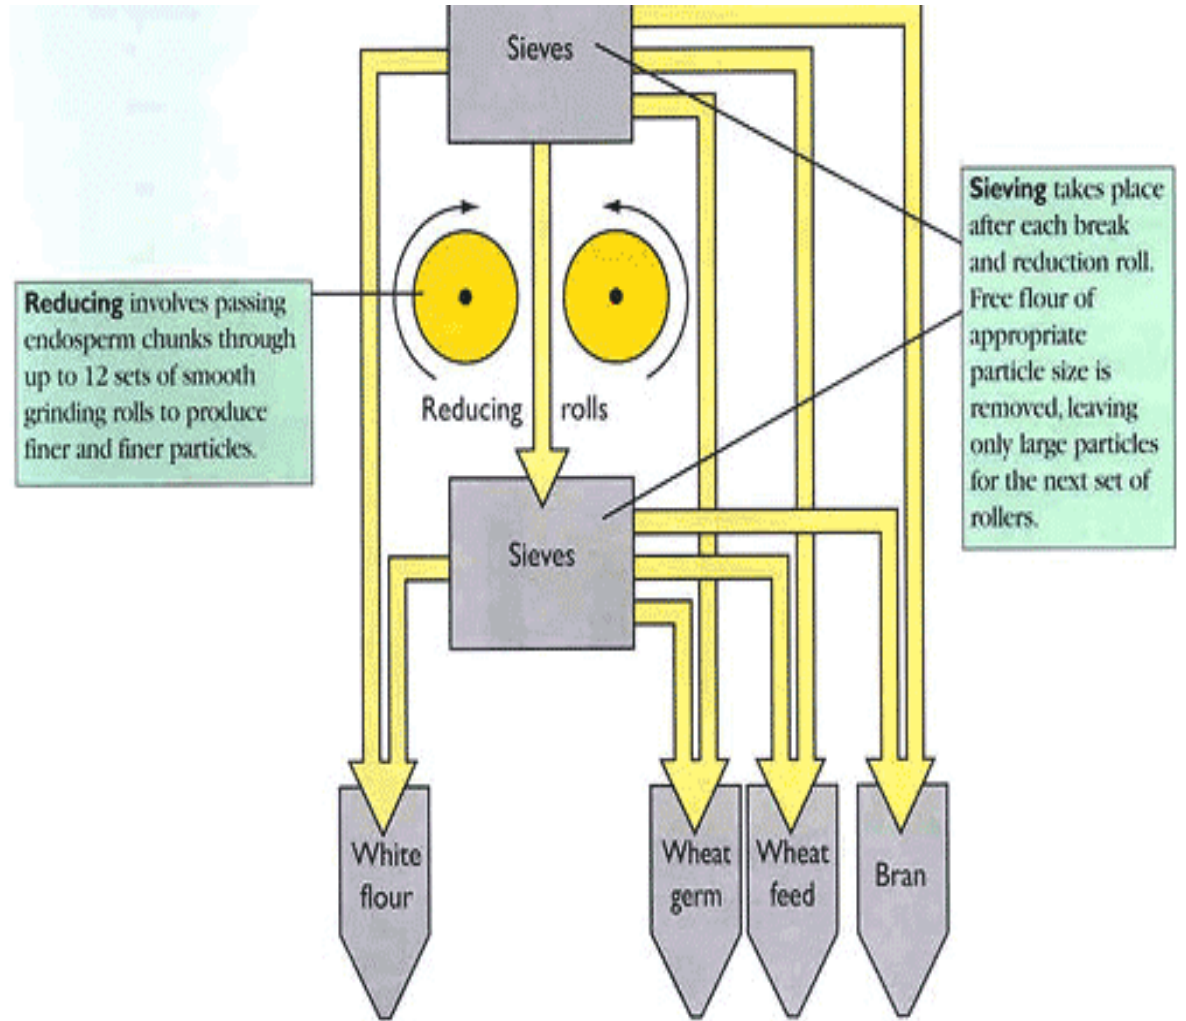 Sieves
Sieving takes place
after each break
and reduction roll.
Free flour of
appropriate
particle size is
removed, leaving
only large particles
for the next set of
rollers.
Reducing involves passing
endosperm chunks through
up to 12 sets of smooth
grinding rolls to produce
finer and finer particles.
Reducing rolls
Sieves
White
flour
Wheat
germ
Wheat
feed
Bran